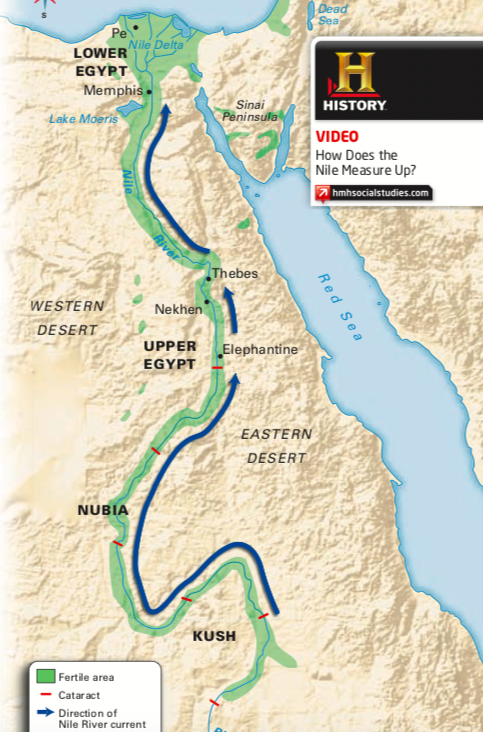 S
Dead
Sea
Pe
Nile Delta
LOWER
EGYPT
Memphis
Lake Moeris
Sinai
Peninsula
H
HISTORY
VIDEO
How Does the
Nile Measure Up?
hmhsocialstudies.com
Nile
River
Thebes
Red Sea
WESTERN
DESERT
Nekhen
UPPER
EGYPT
Elephantine
EASTERN
DESERT
NUBIA
KUSH
Fertile area
Cataract
Direction of
Nile River current